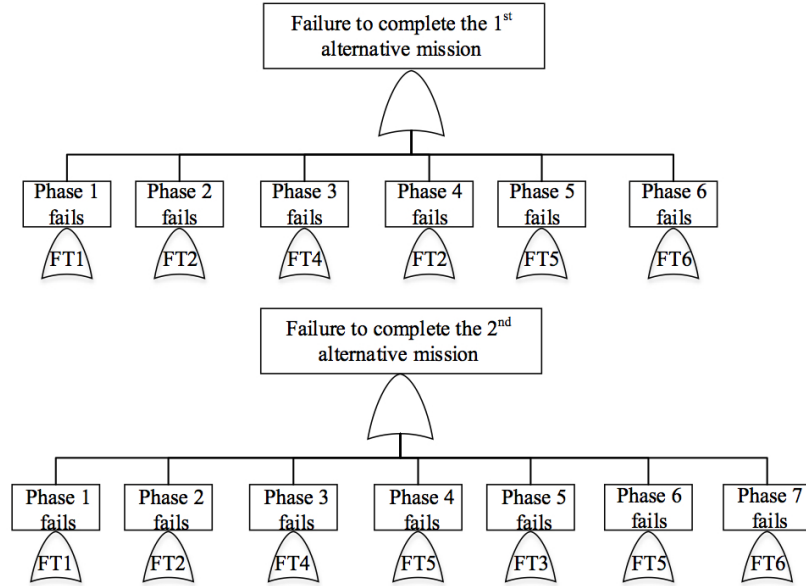 Failure to complete the 1st
alternative mission
Phase 1 fails
Phase 2 fails
Phase 3 fails
Phase 4 fails
Phase 5 fails
Phase 6 fails
FT1 FT2 FT4 FT2 FT5 FT6
Failure to complete the 2nd
alternative mission
Phase 1 fails
Phase 2 fails
Phase 3 fails
Phase 4 fails
Phase 5 fails
Phase 6 fails
Phase 7 fails
FT1 FT2 FT4 FT5 FT3 FT5 FT6